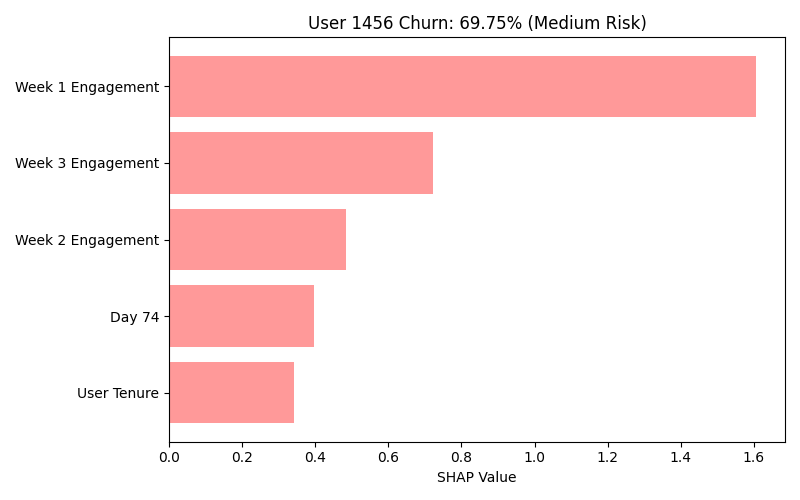 User 1456 Churn: 69.75% (Medium Risk)
Week 1 Engagement
Week 3 Engagement
Week 2 Engagement
Day 74
User Tenure
0.0 0.2 0.4 0.6 0.8 1.0 1.2 1.4 1.6
SHAP Value